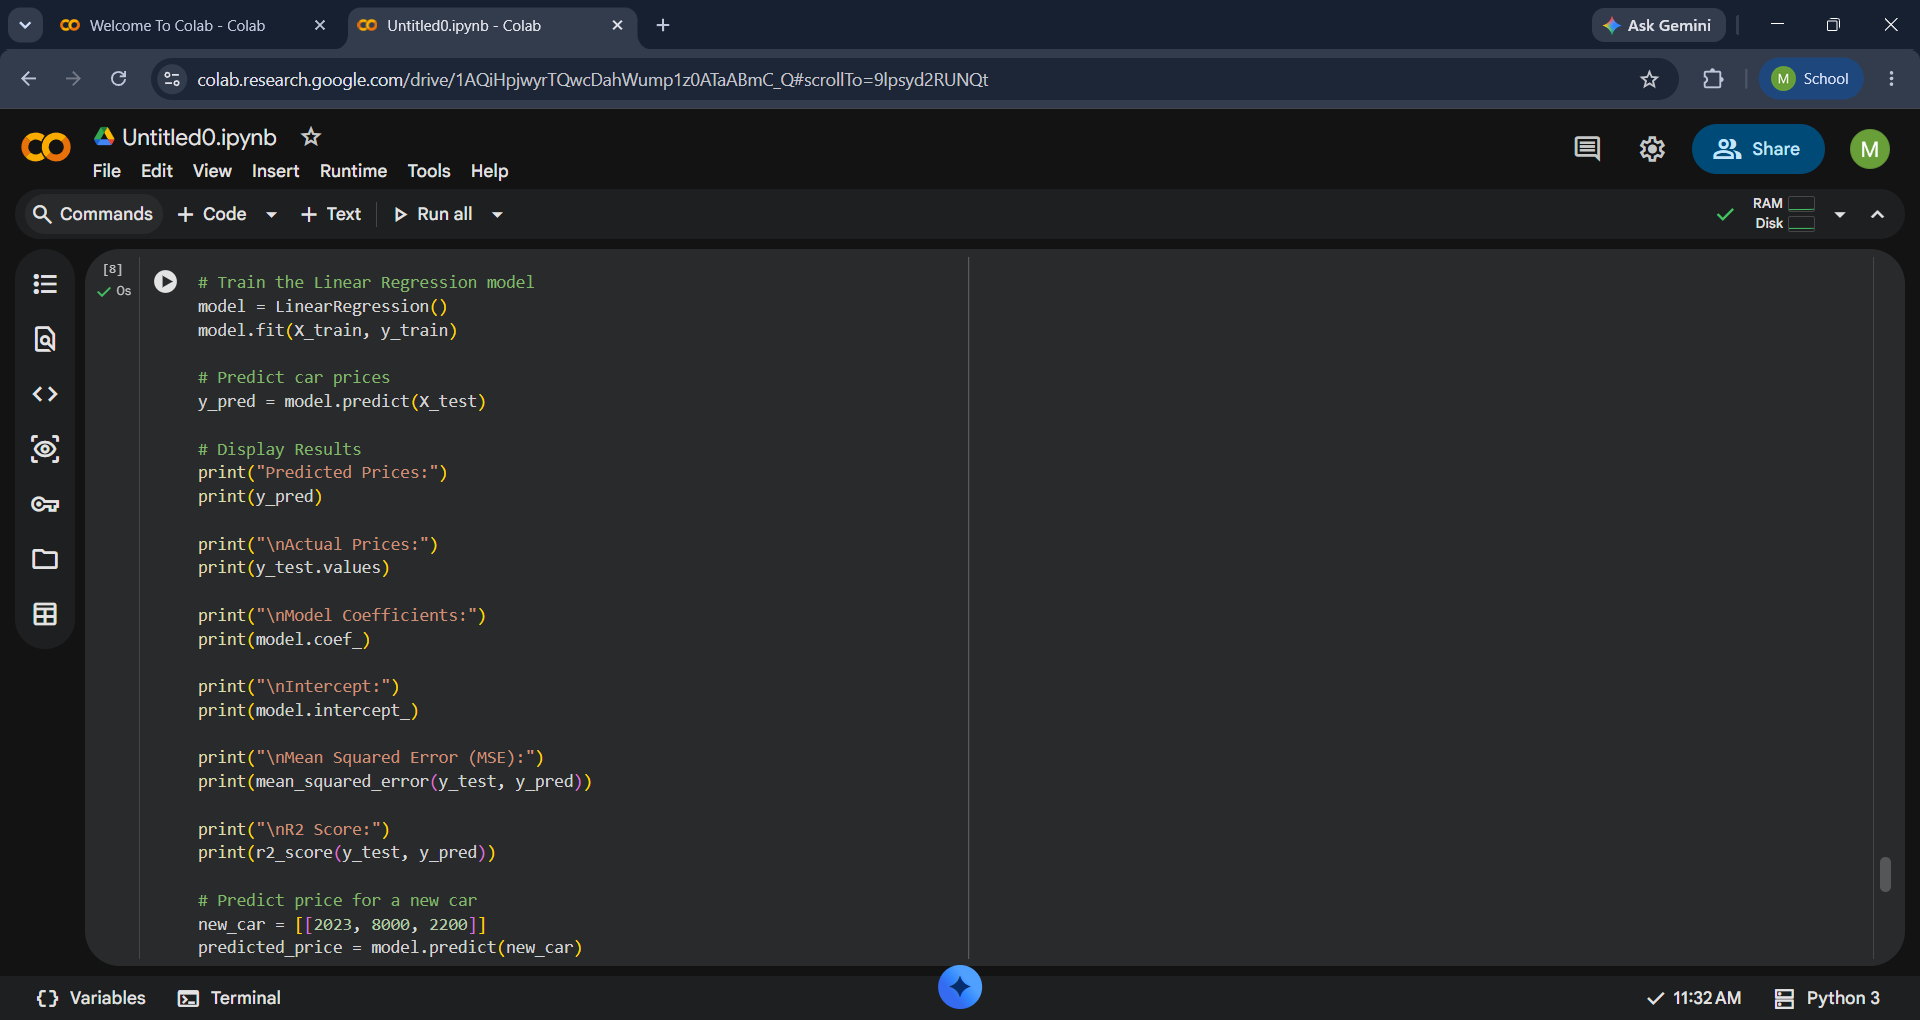 Welcome To Colab - Colab
Untitled0.ipynb - Colab
Ask Gemini
colab.research.google.com/drive/1AQiHpjwyrTQwcDahWump1z0ATaABmC_Q#scrollTo=9lpsyd2RUNQt
M School
Untitled0.ipynb
File Edit View Insert Runtime Tools Help
Share
M
Commands + Code + Text Run all
RAM
Disk
[8]
0s
# Train the Linear Regression model
model = LinearRegression()
model.fit(X_train, y_train)
# Predict car prices
y_pred = model.predict(X_test)
# Display Results
print("Predicted Prices:")
print(y_pred)
print("\nActual Prices:")
print(y_test.values)
print("\nModel Coefficients:")
print(model.coef_)
print("\nIntercept:")
print(model.intercept_)
print("\nMean Squared Error (MSE):")
print(mean_squared_error(y_test, y_pred))
print("\nR2 Score:")
print(r2_score(y_test, y_pred))
# Predict price for a new car
new_car = [[2023, 8000, 2200]]
predicted_price = model.predict(new_car)
{} Variables
Terminal
11:32 AM
Python 3